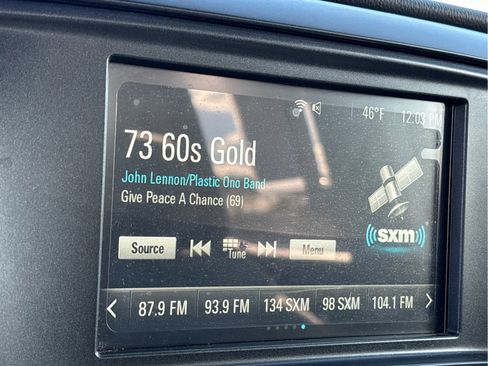 46°F 12:03 PM
73 60s Gold
John Lennon/Plastic Ono Band
Give Peace A Chance (69)
sxm
Source Tune Menu
87.9 FM 93.9 FM 134 SXM 98 SXM 104.1 FM